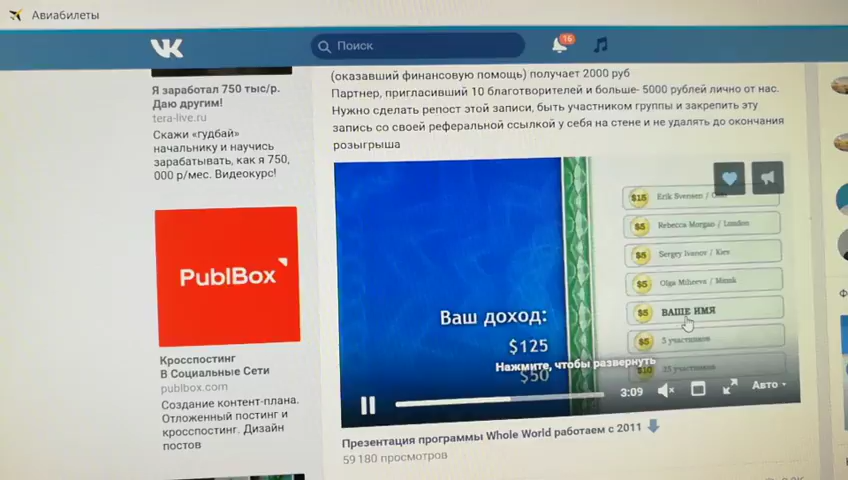 Авиабилеты
Поиск
16
Я заработал 750 тыс/р.
Даю другим!
tera-live.ru
Скажи «гудбай»
начальнику и научись
зарабатывать, как я 750,
000 р/мес. Видеокурс!
PublBox
Кросспостинг
В Социальные Сети
publbox.com
Создание контент-плана.
Отложенный постинг и
кросспостинг. Дизайн
постов
(оказавший финансовую помощь) получает 2000 руб
Партнер, пригласивший 10 благотворителей и больше- 5000 рублей лично от нас.
Нужно сделать репост этой записи, быть участником группы и закрепить эту
запись со своей реферальной ссылкой у себя на стене и не удалять до окончания
розыгрыша
$15 Erik Svensen /
$5 Rebecca Morgan / London
$5 Sergey Ivanov / Kiev
$5 Olga Miheeva / Minsk
$5 ВАШЕ ИМЯ
$5 5 участников
$10 25 участников
Ваш доход:
$125
$50
Нажмите, чтобы развернуть
3:09
Авто
Презентация программы Whole World работаем с 2011
59 180 просмотров